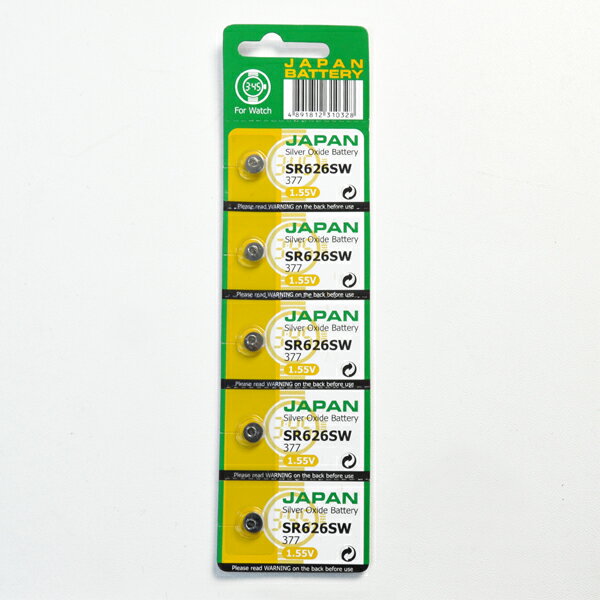 JAPAN
BATTERY
3:45
For Watch
4 891812 310328
JAPAN
Silver Oxide Battery
SR626SW
377
1.55V
Please read WARNING on the back before use
JAPAN
Silver Oxide Battery
SR626SW
377
1.55V
Please read WARNING on the back before use
JAPAN
Silver Oxide Battery
SR626SW
377
1.55V
Please read WARNING on the back before use
JAPAN
Silver Oxide Battery
SR626SW
377
1.55V
Please read WARNING on the back before use
JAPAN
Silver Oxide Battery
SR626SW
377
1.55V
Please read WARNING on the back before use